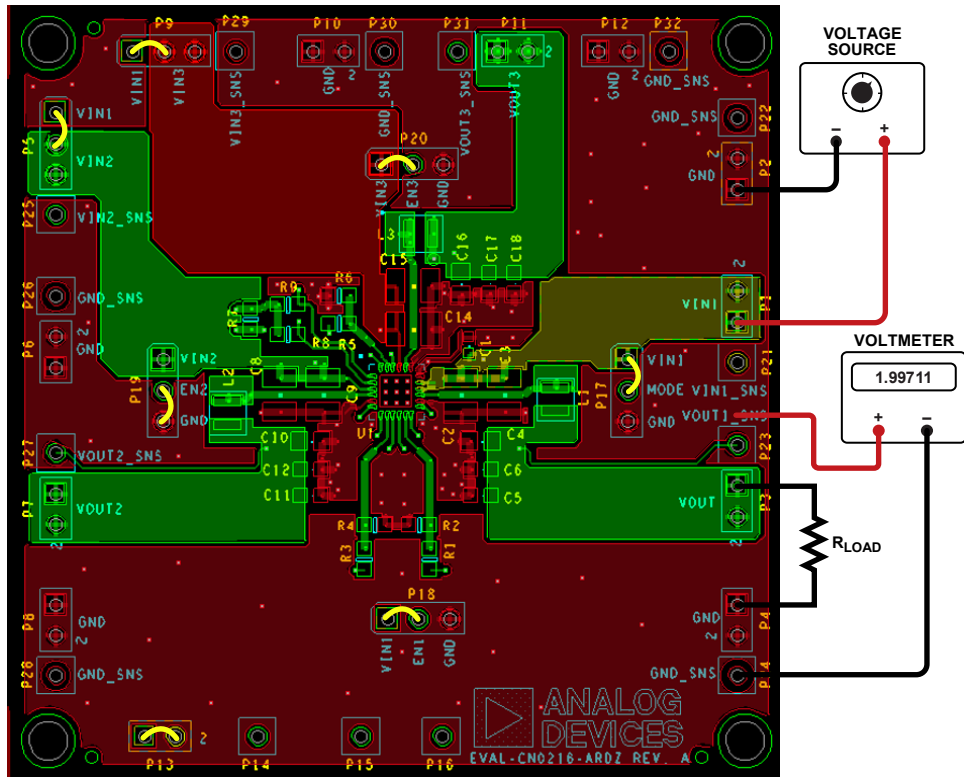 P9 P29 P10 P30 P31 P11 P12 P32
VOLTAGE
SOURCE
− +
VIN1 VIN3 VIN3_SNS GND 2 GND_SNS VOUT3_SNS VOUT3 2 GND 2 GND_SNS
VIN1
P5
VIN2
P20
VIN3 EN3 GND
GND_SNS P22
2 P2
GND
P25 VIN2_SNS
L3 C16 C17 C18
C15
P26 GND_SNS
R9 R6
R7
R8 R5
C14
2
VIN1 P1
P6 2
GND
VIN2
P19 EN2
GND
C8 L2 C9
U1
C1 C3
C2 C4
L1
VIN1
P17 MODE
GND
P21
VIN1_SNS
VOUT1_SNS
P23
VOLTMETER
1.99711
+ −
C10
C12
C11
C6
C5
P27 VOUT2_SNS
P7 VOUT2
2
VOUT P3
2
R4 R2
R3 R1
RLOAD
P18
VIN1 EN1 GND
P8 GND
2
GND P4
2
GND_SNS
GND_SNS
ANALOG
DEVICES
EVAL-CN0216-ARDZ REV. A
2
P13 P14 P15 P16